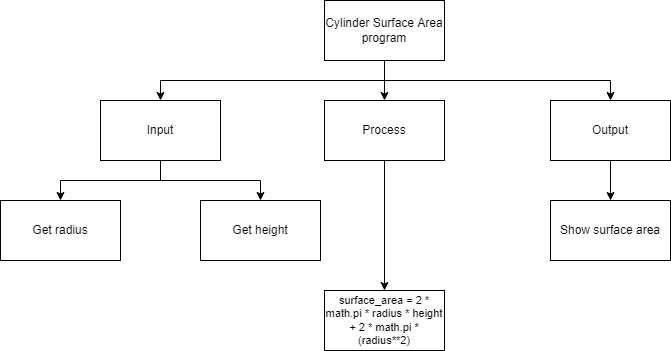 Cylinder Surface Area
program
Input
Process
Output
Get radius
Get height
Show surface area
surface_area = 2 *
math.pi * radius * height
+ 2 * math.pi *
(radius**2)